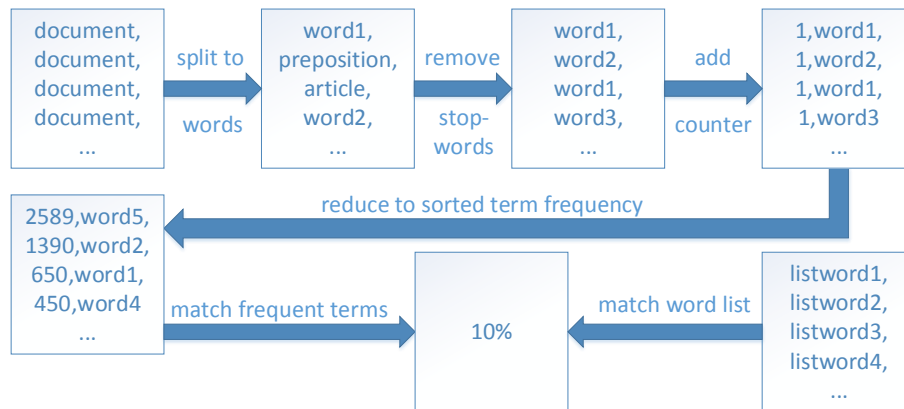 document,
document,
document,
document,
...
split to
words
word1,
preposition,
article,
word2,
...
remove
stop-
words
word1,
word2,
word1,
word3,
...
add
counter
1,word1,
1,word2,
1,word1,
1,word3
...
reduce to sorted term frequency
2589,word5,
1390,word2,
650,word1,
450,word4
...
match frequent terms
10%
match word list
listword1,
listword2,
listword3,
listword4,
...